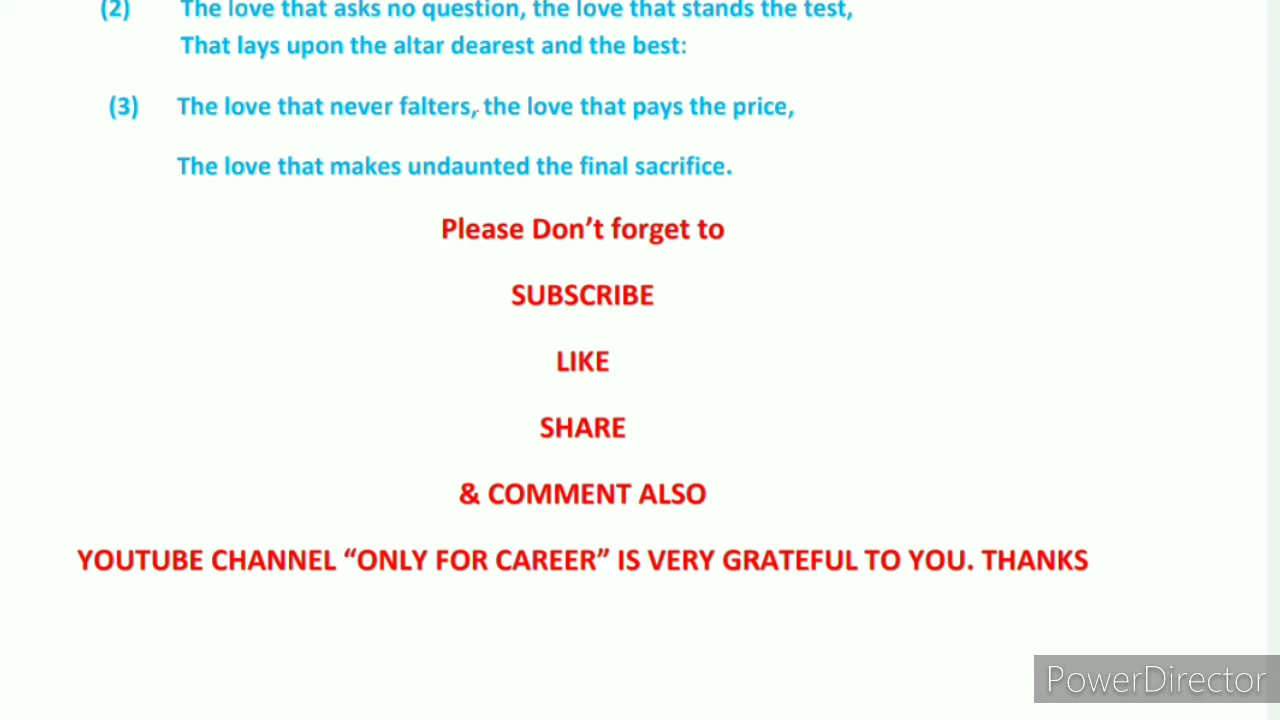 (2) The love that asks no question, the love that stands the test,
That lays upon the altar dearest and the best:
(3) The love that never falters, the love that pays the price,
The love that makes undaunted the final sacrifice.
Please Don’t forget to
SUBSCRIBE
LIKE
SHARE
& COMMENT ALSO
YOUTUBE CHANNEL “ONLY FOR CAREER” IS VERY GRATEFUL TO YOU. THANKS
PowerDirector